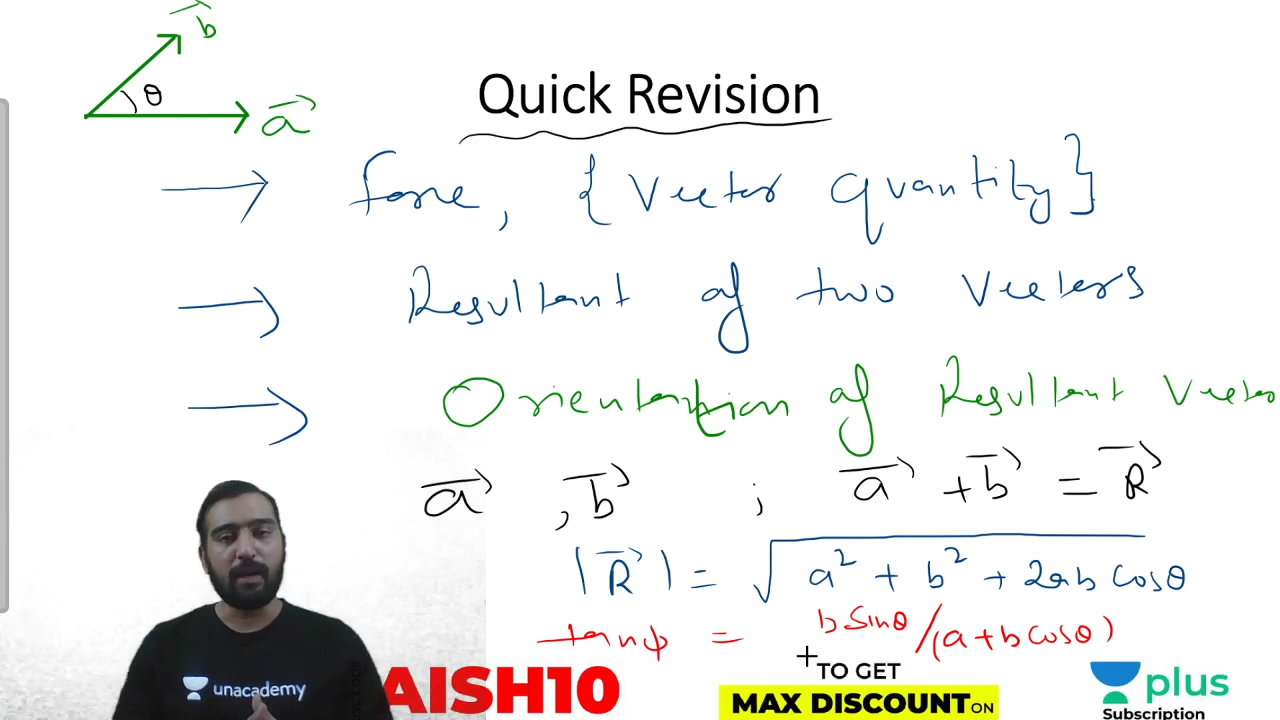 b
θ
a
Quick Revision
→ force, {Vector quantity}
→ Resultant of two Vectors
→ Orientation of Resultant Vector
a⃗ , b⃗ ; a⃗ + b⃗ = R⃗
|R⃗| = √a² + b² + 2ab cosθ
tanφ = b sinθ/(a+b cosθ)
unacademy
AISH10
TO GET
MAX DISCOUNT ON
plus
Subscription